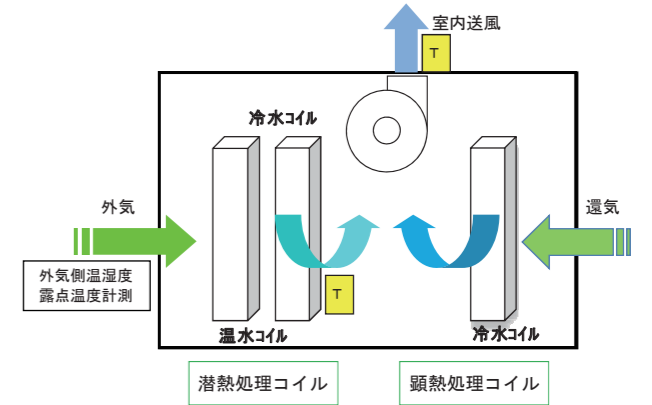 室内送風
T
冷水コイル
外気
還気
外気側温湿度
露点温度計測
T
温水コイル
冷水コイル
潜熱処理コイル
顕熱処理コイル